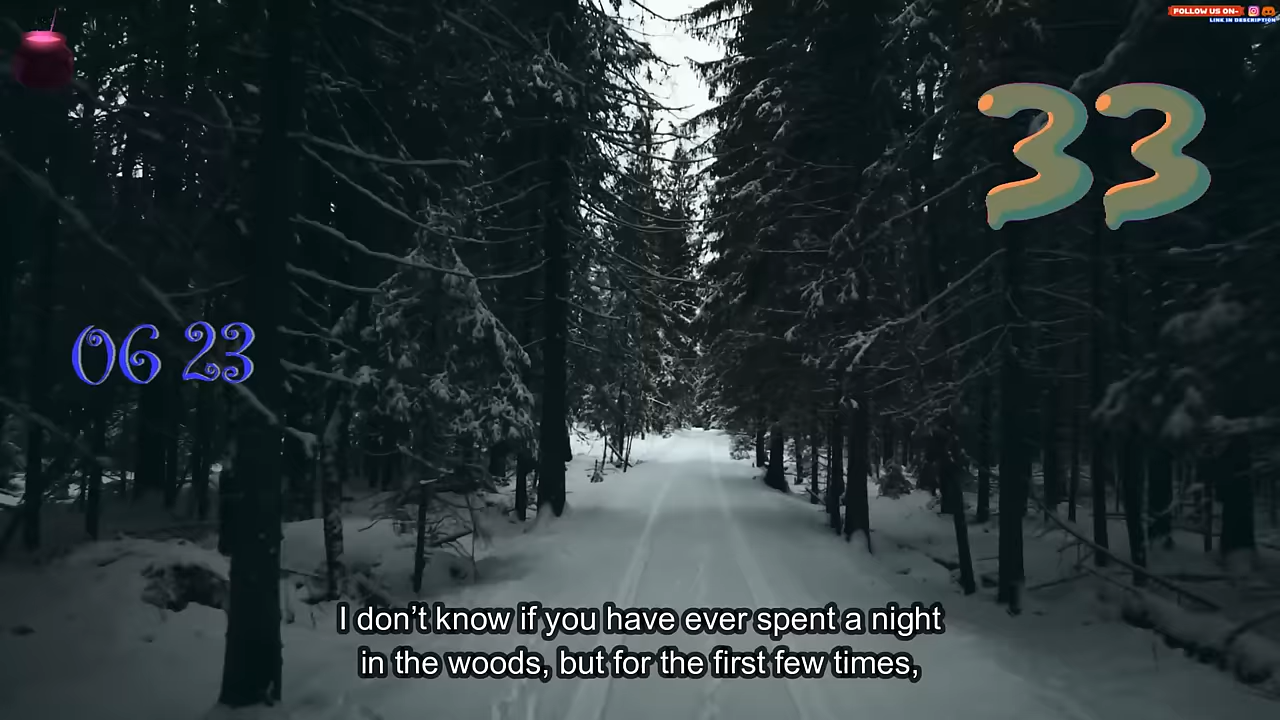 FOLLOW US ON-
LINK IN DESCRIPTION
33
06 23
I don’t know if you have ever spent a night
in the woods, but for the first few times,